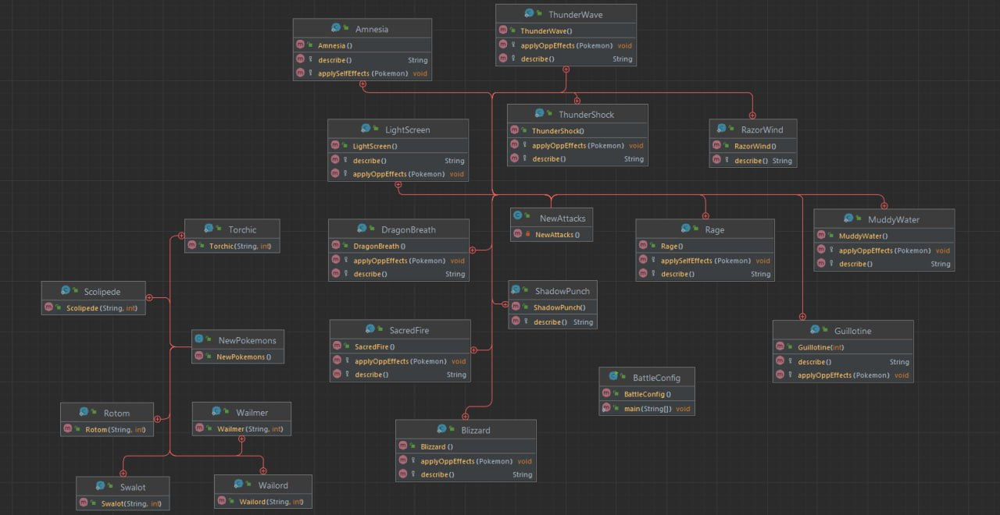 Amnesia
Amnesia()
describe() String
applySelfEffects(Pokemon) void
ThunderWave
ThunderWave()
applyOppEffects(Pokemon) void
describe() String
ThunderShock
ThunderShock()
applyOppEffects(Pokemon) void
describe() String
LightScreen
LightScreen()
describe() String
applyOppEffects(Pokemon) void
RazorWind
RazorWind()
describe() String
NewAttacks
NewAttacks()
MuddyWater
MuddyWater()
applyOppEffects(Pokemon) void
describe() String
Torchic
Torchic(String, int)
DragonBreath
DragonBreath()
applyOppEffects(Pokemon) void
describe() String
Rage
Rage()
applySelfEffects(Pokemon) void
describe() String
Scolipede
Scolipede(String, int)
ShadowPunch
ShadowPunch()
describe() String
NewPokemons
NewPokemons()
SacredFire
SacredFire()
applyOppEffects(Pokemon) void
describe() String
Guillotine
Guillotine(int)
describe() String
applyOppEffects(Pokemon) void
BattleConfig
BattleConfig()
main(String[]) void
Rotom
Rotom(String, int)
Wailmer
Wailmer(String, int)
Blizzard
Blizzard()
applyOppEffects(Pokemon) void
describe() String
Swalot
Swalot(String, int)
Wailord
Wailord(String, int)